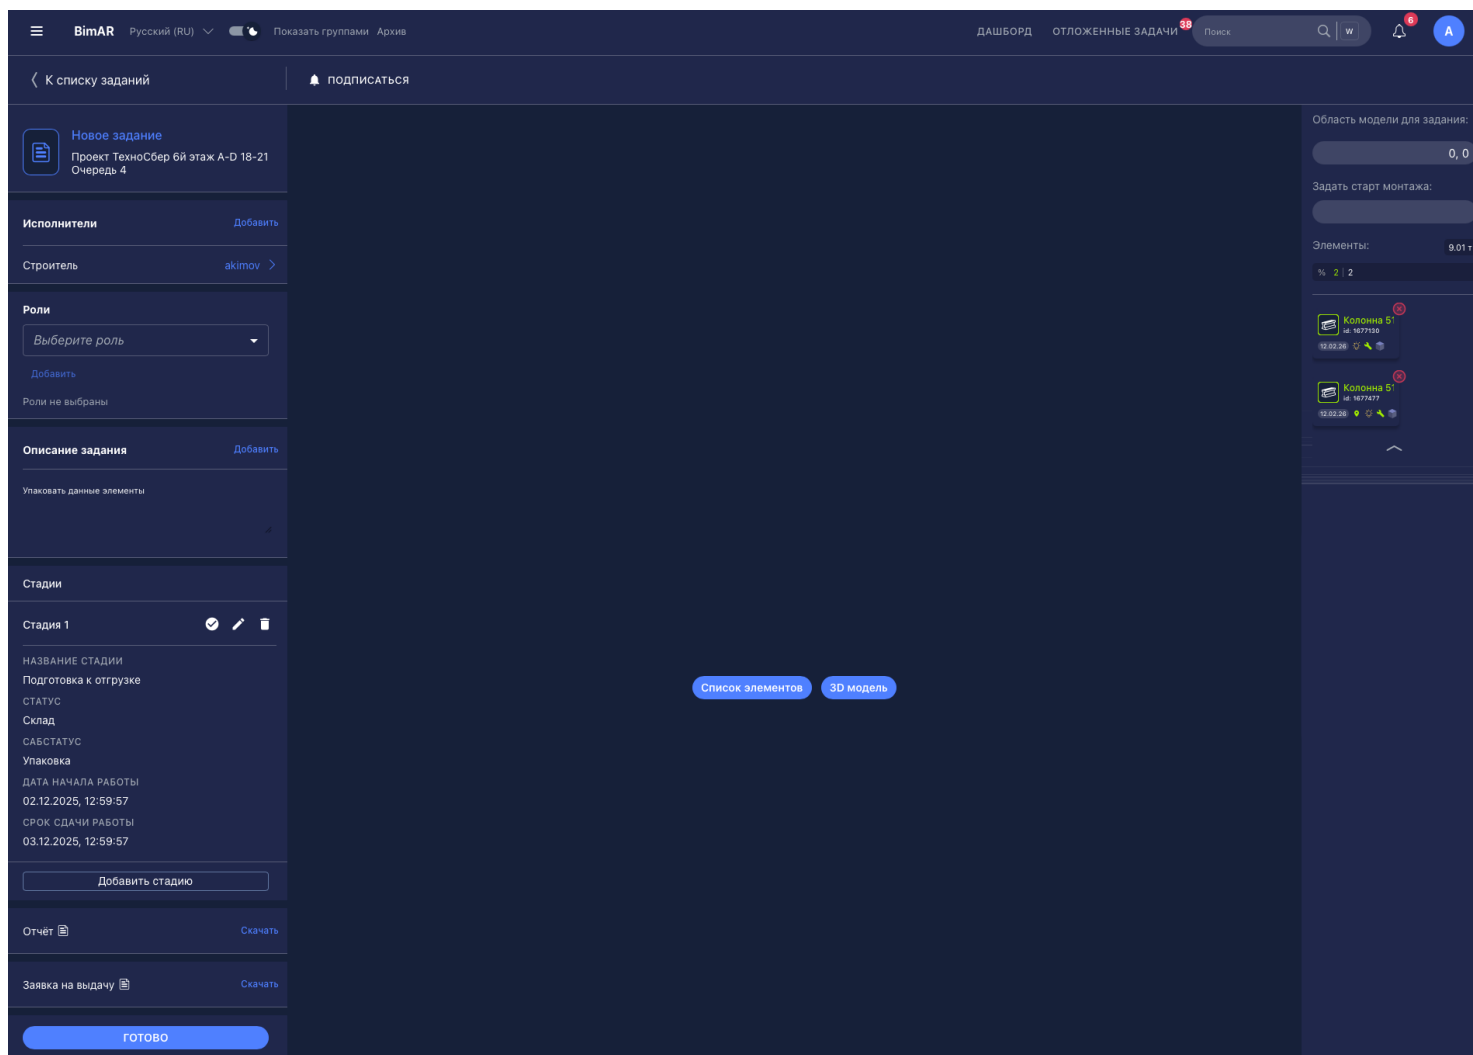 BimAR Русский (RU) Показать группами Архив ДАШБОРД ОТЛОЖЕННЫЕ ЗАДАЧИ 38 Поиск W 6 A
К списку заданий ПОДПИСАТЬСЯ
Новое задание
Проект ТехноСбер 6й этаж A-D 18-21
Очередь 4
Исполнители Добавить
Строитель akimov
Роли
Выберите роль
Добавить
Роли не выбраны
Описание задания Добавить
Упаковать данные элементы
Стадии
Стадия 1
НАЗВАНИЕ СТАДИИ
Подготовка к отгрузке
СТАТУС
Склад
САБСТАТУС
Упаковка
ДАТА НАЧАЛА РАБОТЫ
02.12.2025, 12:59:57
СРОК СДАЧИ РАБОТЫ
03.12.2025, 12:59:57
Добавить стадию
Отчёт Скачать
Заявка на выдачу Скачать
ГОТОВО
Список элементов 3D модель
Область модели для задания:
0, 0
Задать старт монтажа:
Элементы: 9.01 т
% 2 | 2
Колонна 51
id: 1677130
12.02.26
Колонна 51
id: 1677477
12.02.26